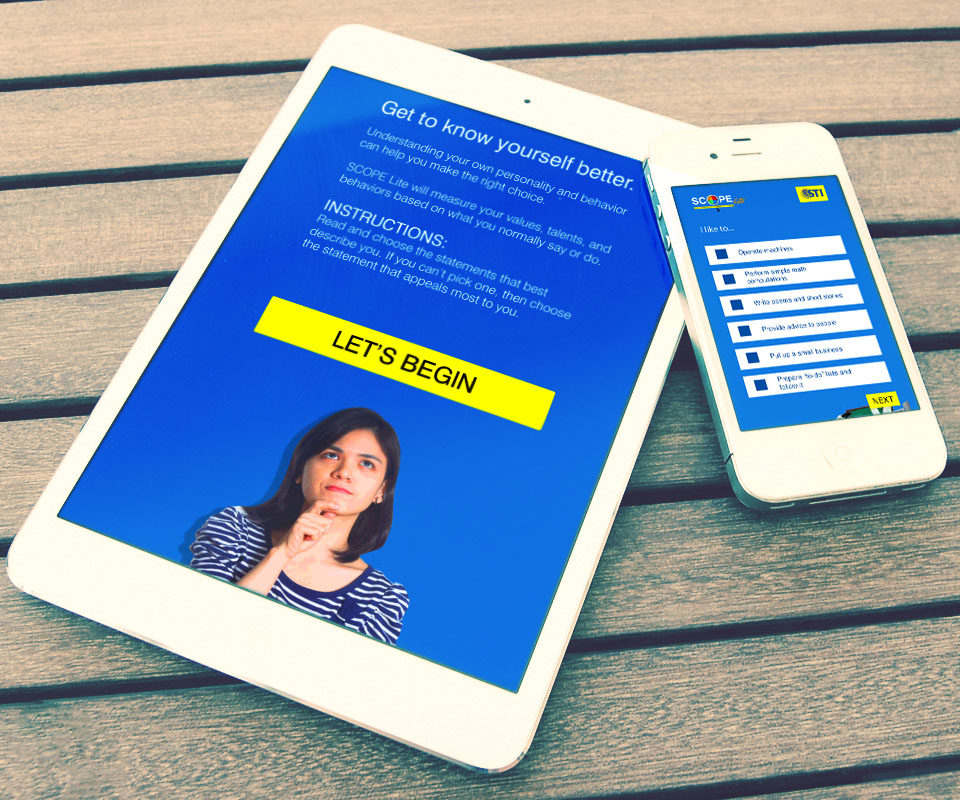 Get to know yourself better.
Understanding your own personality and behavior
can help you make the right choice.
SCOPE Lite will measure your values, talents, and
behaviors based on what you normally say or do.
INSTRUCTIONS:
Read and choose the statements that best
describe you. If you can't pick one, then choose
the statement that appeals most to you.
LET'S BEGIN
SCOPE Lite
STI
I like to...
Operate machines
Perform simple math
computations
Write poems and short stories
Provide advice to people
Put up a small business
Prepare "to-do" lists and
follow it
NEXT